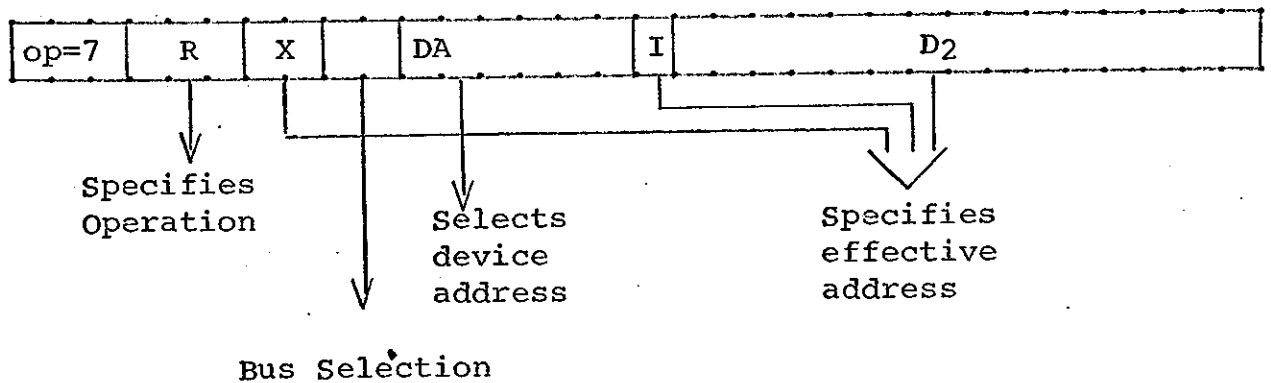 op=7 R X DA I D2
Specifies
Operation
Selects
device
address
Specifies
effective
address
Bus Selection